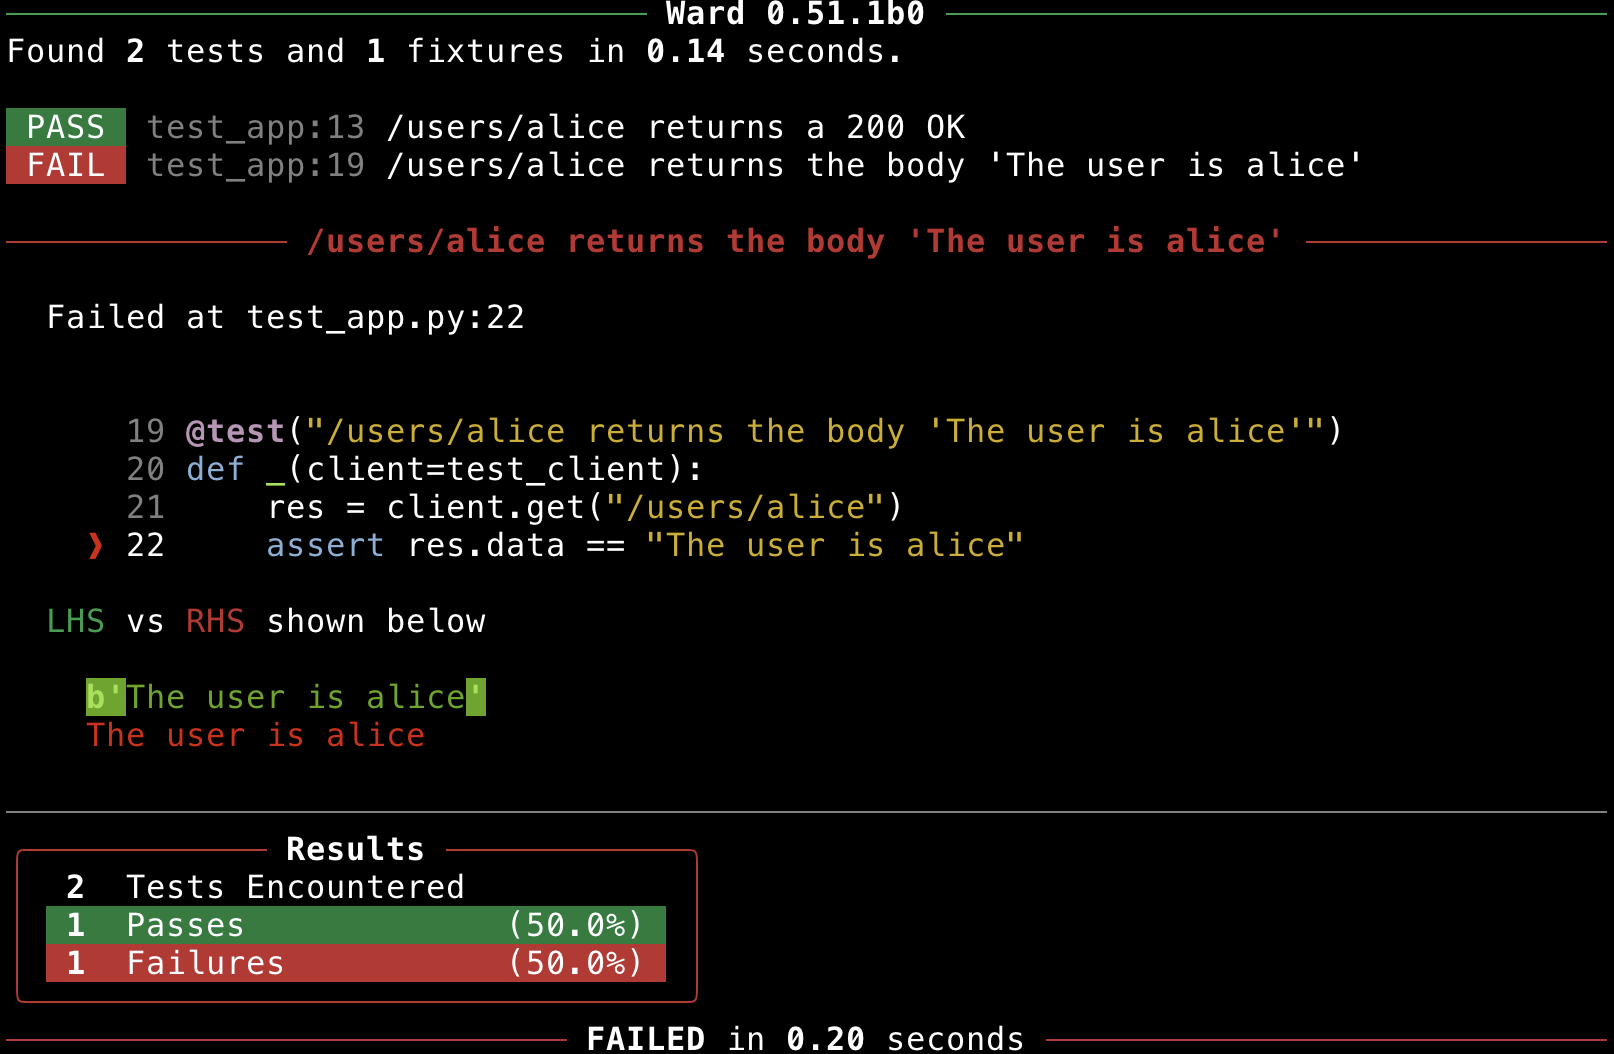 Ward 0.51.1b0
Found 2 tests and 1 fixtures in 0.14 seconds.
PASS test_app:13 /users/alice returns a 200 OK
FAIL test_app:19 /users/alice returns the body 'The user is alice'
/users/alice returns the body 'The user is alice'
Failed at test_app.py:22
19 @test("/users/alice returns the body 'The user is alice'")
20 def _(client=test_client):
21     res = client.get("/users/alice")
❱ 22     assert res.data == "The user is alice"
LHS vs RHS shown below
b'The user is alice'
The user is alice
Results
2 Tests Encountered
1 Passes (50.0%)
1 Failures (50.0%)
FAILED in 0.20 seconds